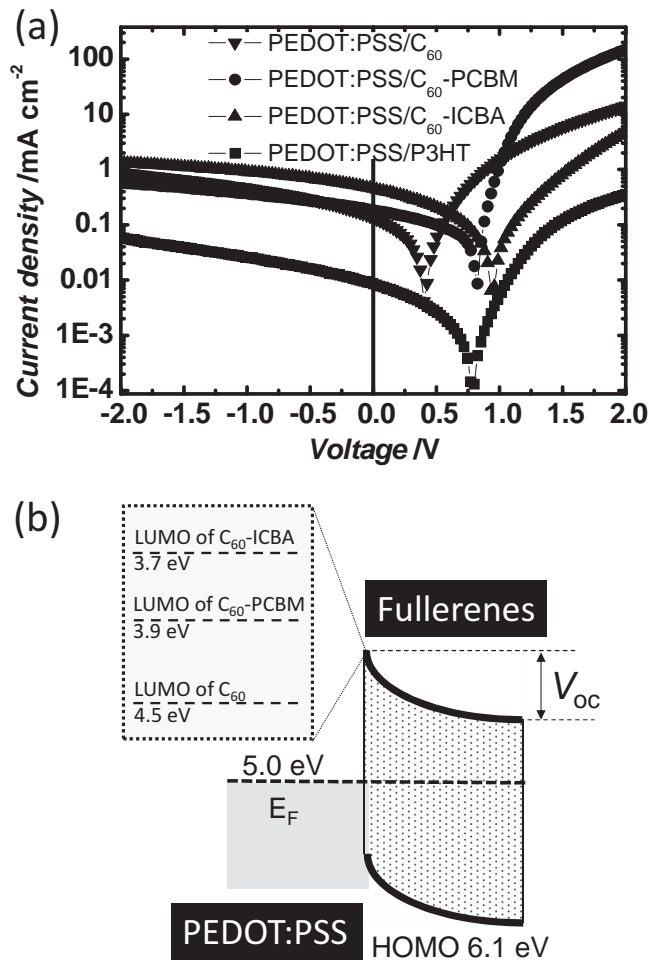 (a)
PEDOT:PSS/C₆₀
PEDOT:PSS/C₆₀-PCBM
PEDOT:PSS/C₆₀-ICBA
PEDOT:PSS/P3HT
Current density /mA cm⁻²
100
10
1
0.1
0.01
1E-3
1E-4
-2.0 -1.5 -1.0 -0.5 0.0 0.5 1.0 1.5 2.0
Voltage /V
(b)
LUMO of C₆₀-ICBA
3.7 eV
LUMO of C₆₀-PCBM
3.9 eV
LUMO of C₆₀
4.5 eV
Fullerenes
Voc
5.0 eV
E_F
PEDOT:PSS
HOMO 6.1 eV